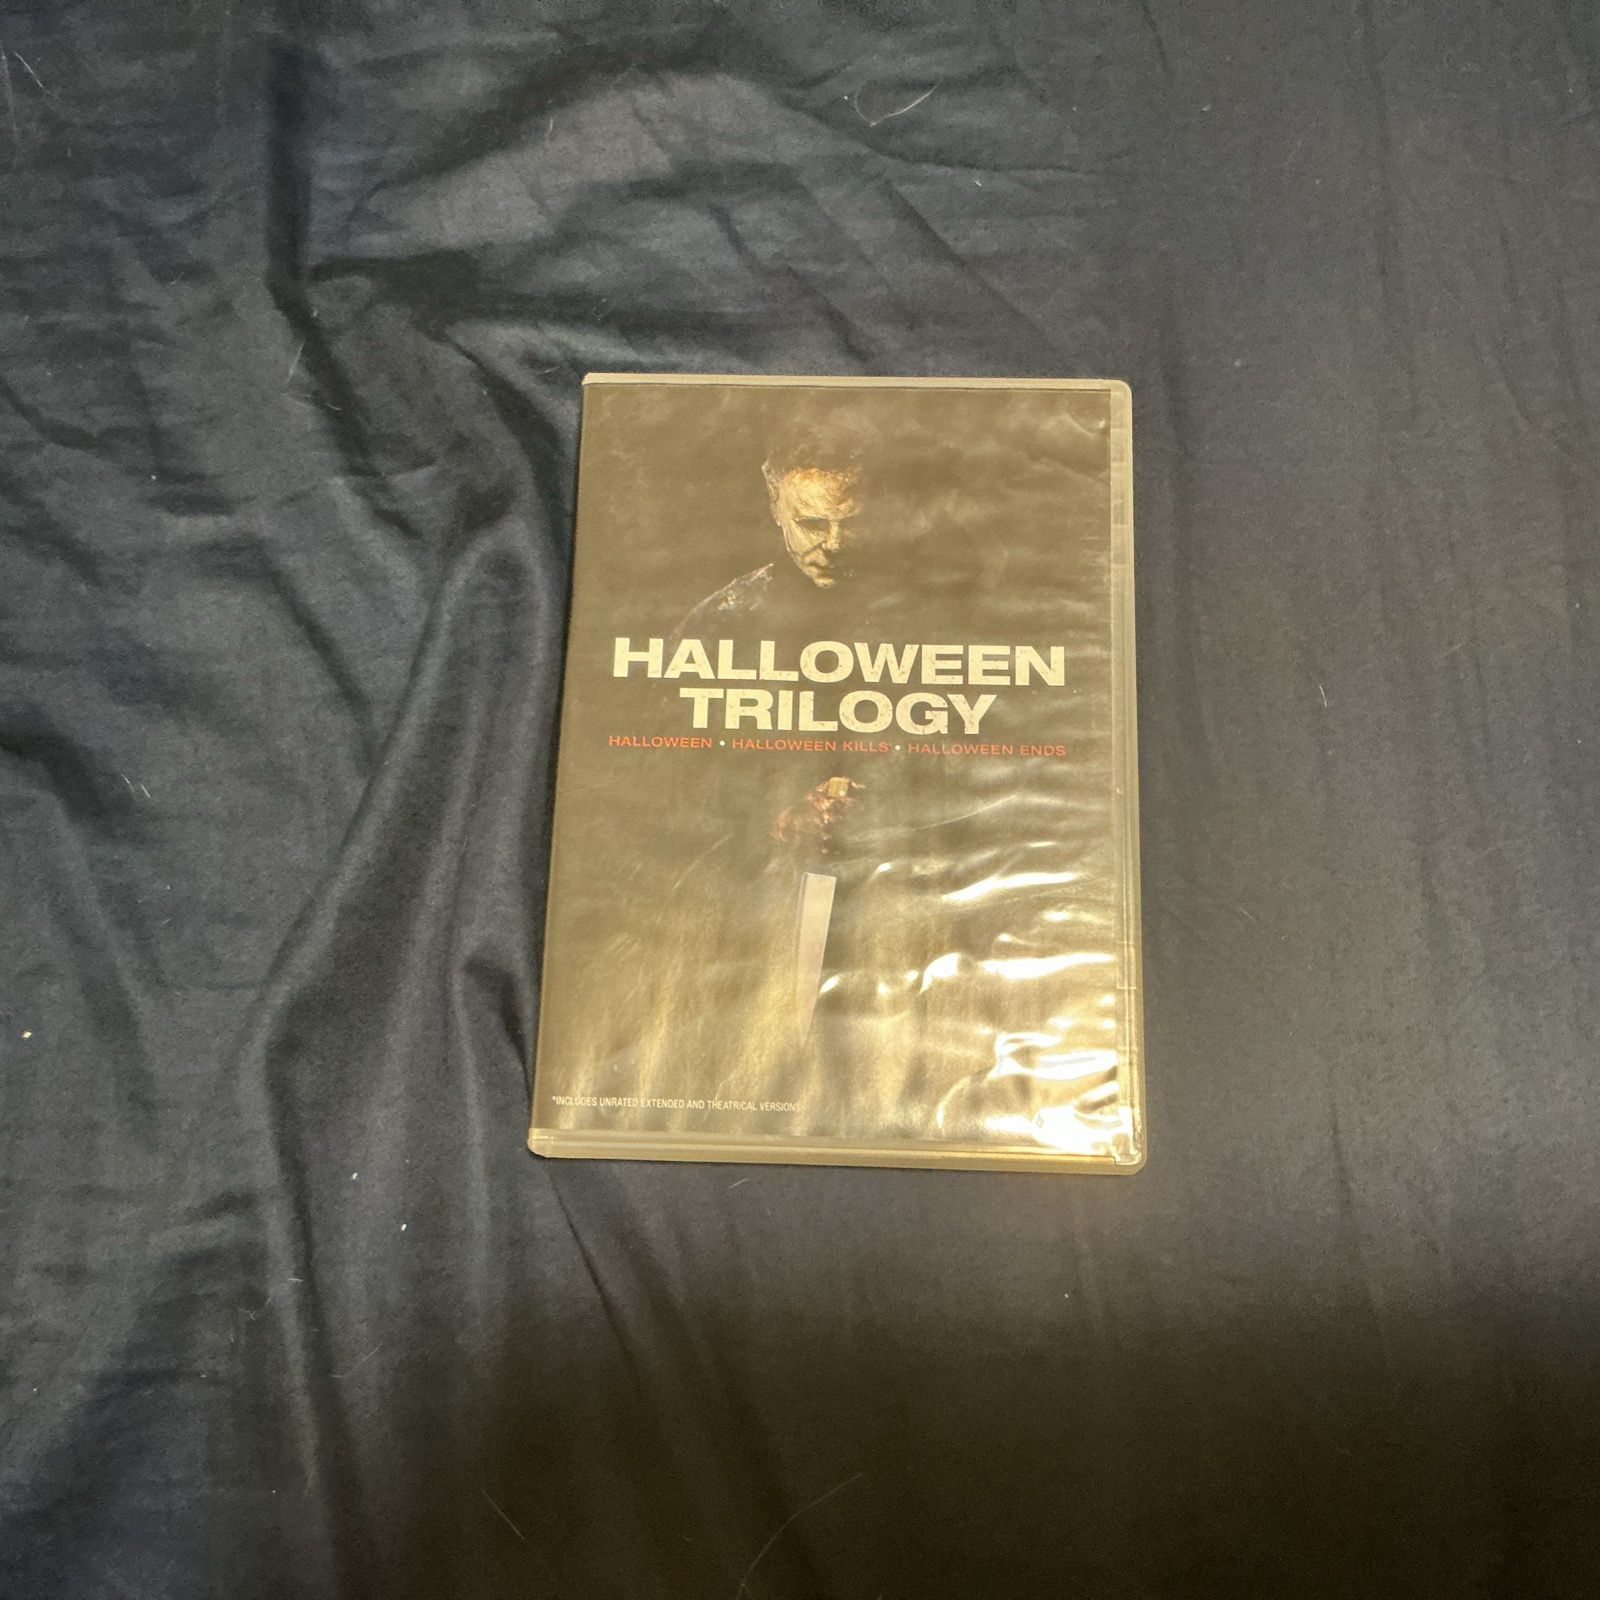 HALLOWEEN
TRILOGY
HALLOWEEN • HALLOWEEN KILLS • HALLOWEEN ENDS
*INCLUDES UNRATED EXTENDED AND THEATRICAL VERSIONS